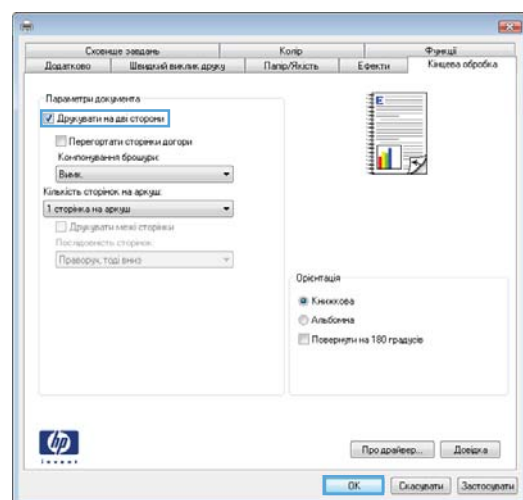 Сховище завдань Колір Функції
Додатково Швидкий виклик друку Папір/Якість Ефекти Кінцева обробка
Параметри документа
Друкувати на дві сторони
Перегортати сторінки догори
Компонування брошури:
Вимк.
Кількість сторінок на аркуш:
1 сторінка на аркуш
Друкувати межі сторінки
Послідовність сторінок:
Праворуч, тоді вниз
E
Орієнтація
Книжкова
Альбомна
Повернути на 180 градусів
hp
invent
Про драйвер... Довідка
OK Скасувати Застосувати